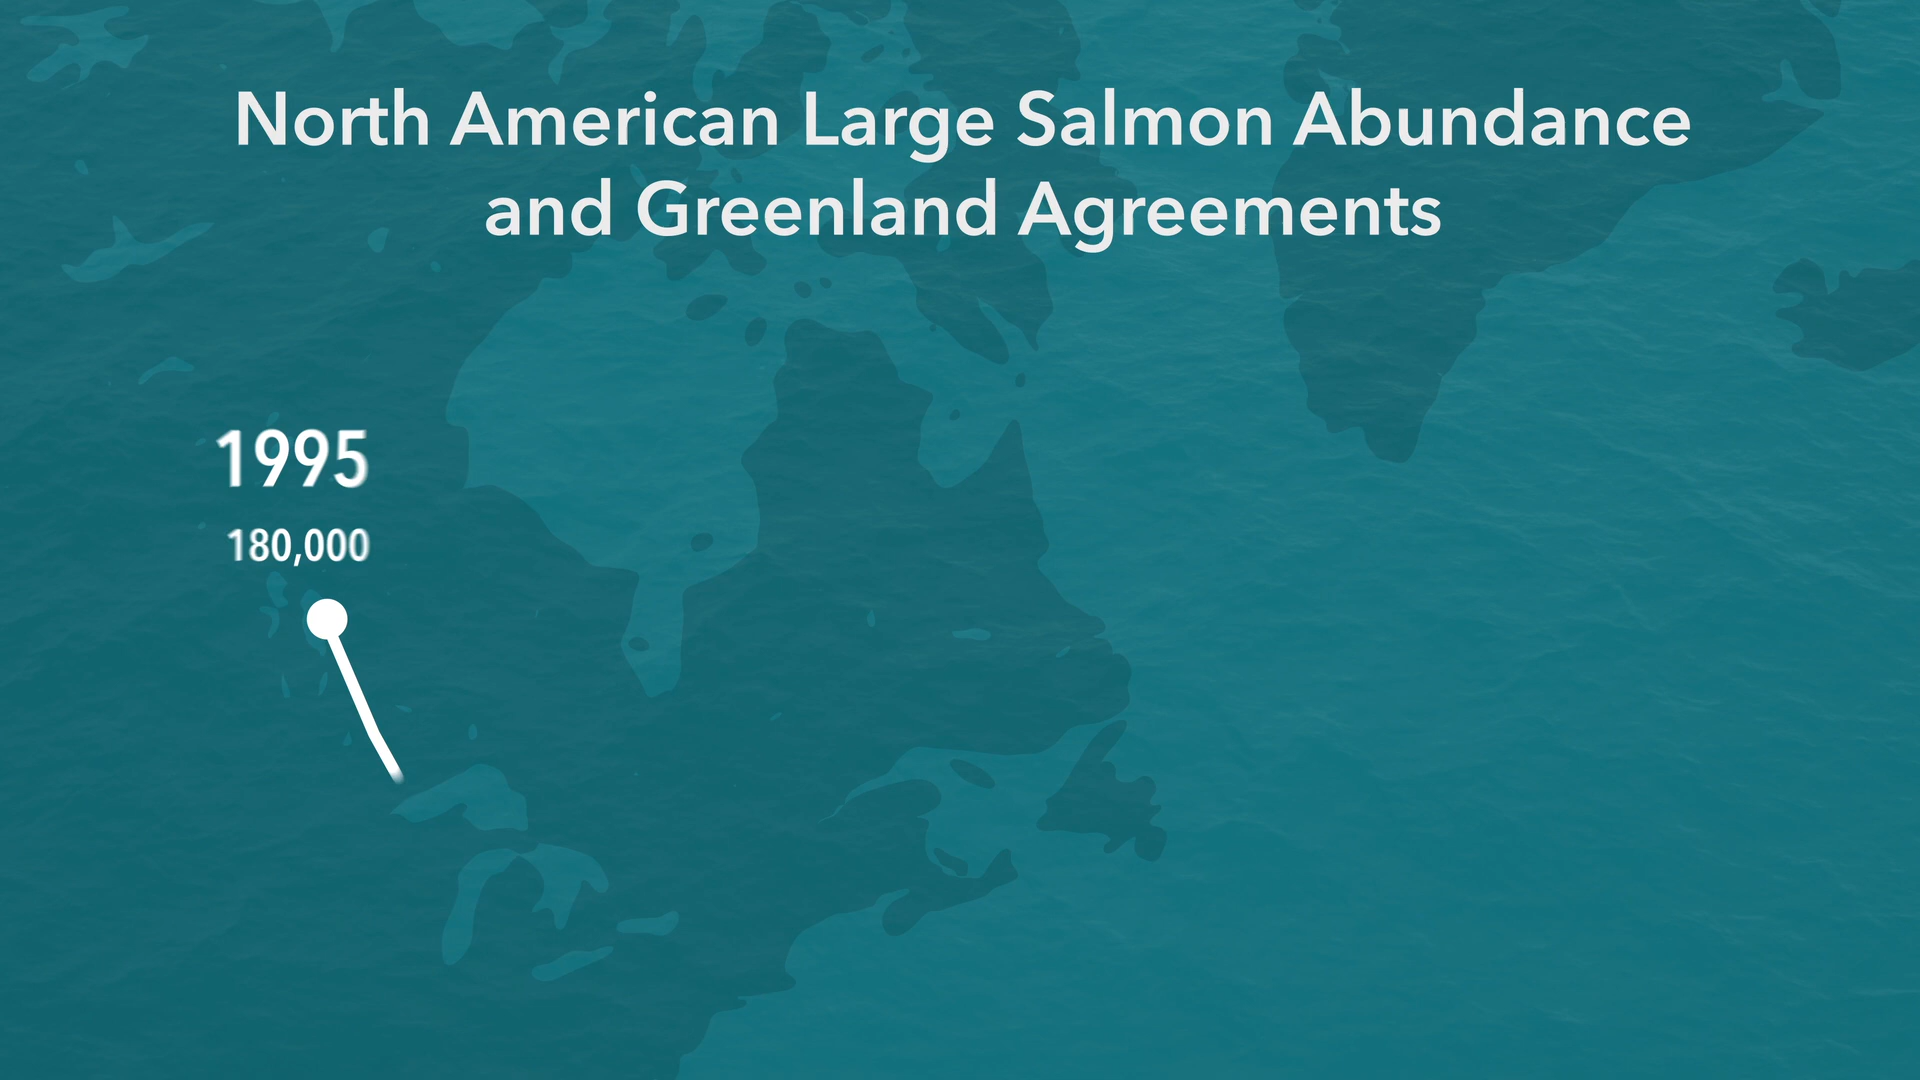 North American Large Salmon Abundance
and Greenland Agreements
1995
180,000